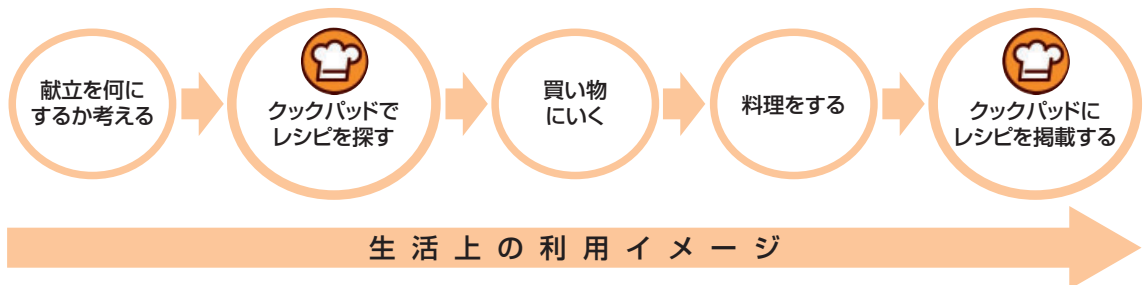 献立を何に
するか考える
クックパッドで
レシピを探す
買い物
にいく
料理をする
クックパッドに
レシピを掲載する
生活上の利用イメージ